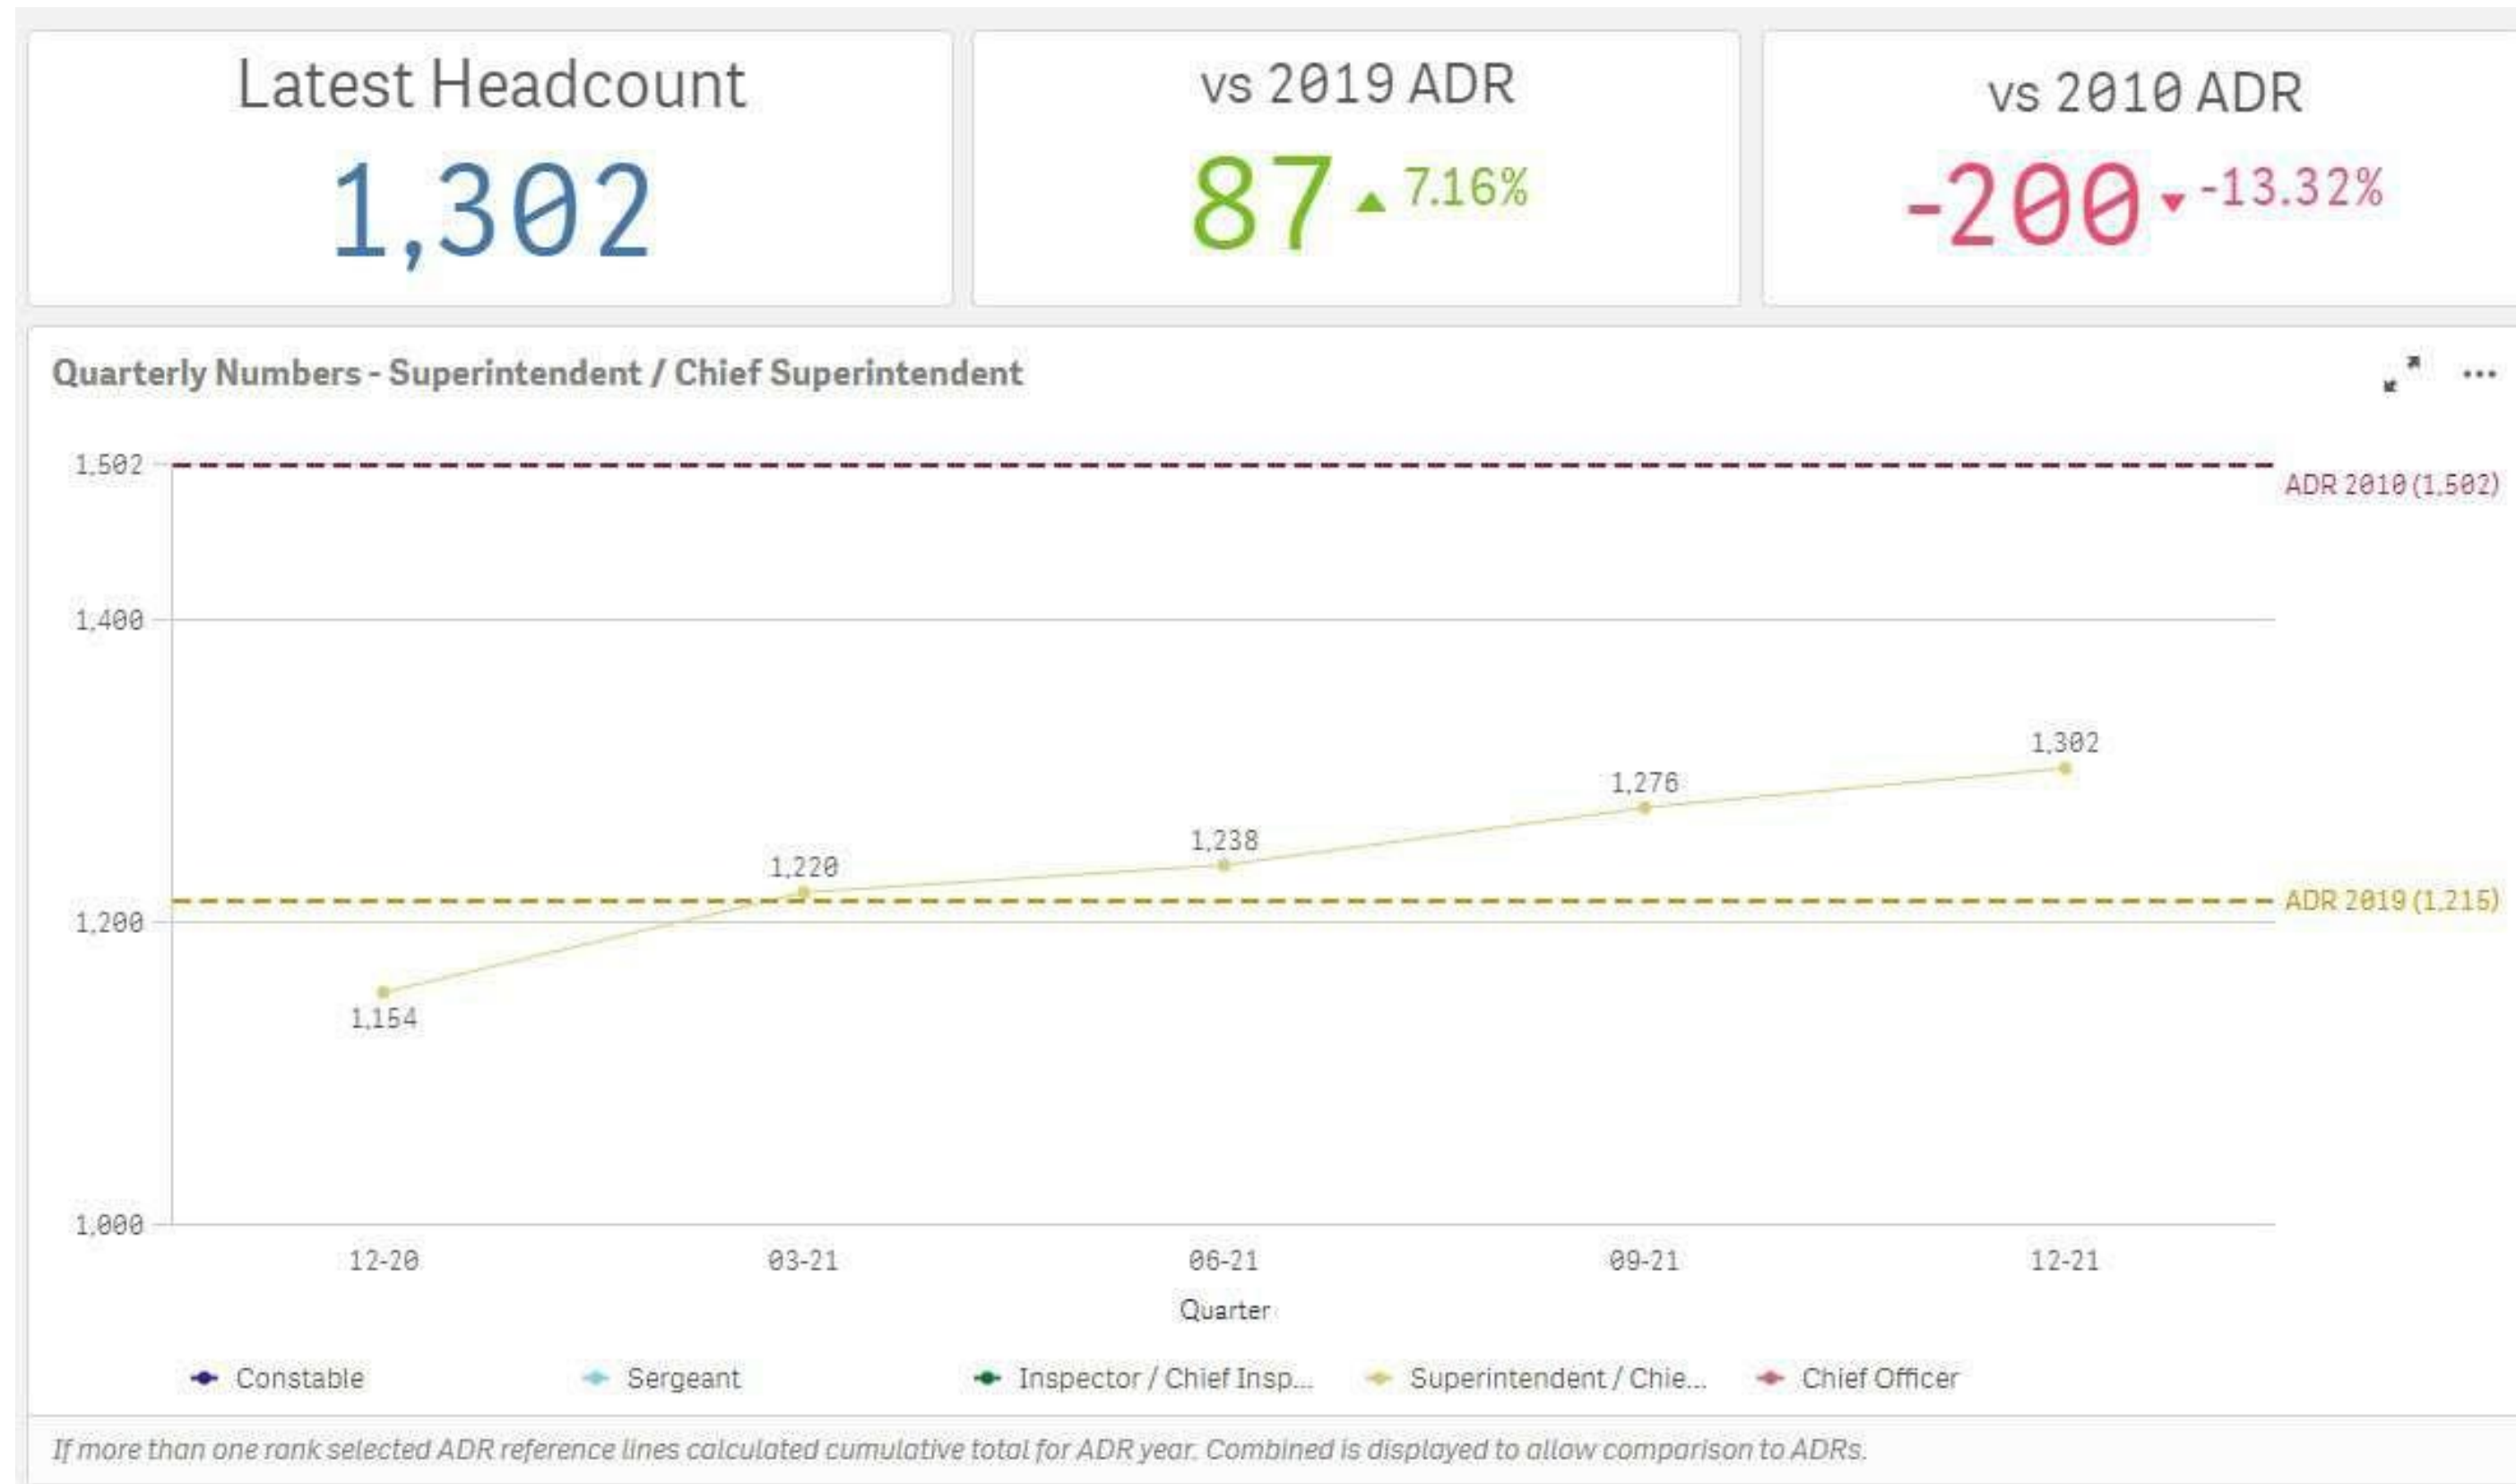 Latest Headcount
1,302
vs 2019 ADR
87 ▲ 7.16%
vs 2010 ADR
-200 ▼ -13.32%
Quarterly Numbers - Superintendent / Chief Superintendent
1,502
ADR 2010 (1,502)
1,400
1,302
1,276
1,238
1,220
ADR 2019 (1,215)
1,200
1,154
1,000
12-20 03-21 06-21 09-21 12-21
Quarter
Constable Sergeant Inspector / Chief Insp... Superintendent / Chie... Chief Officer
If more than one rank selected ADR reference lines calculated cumulative total for ADR year. Combined is displayed to allow comparison to ADRs.